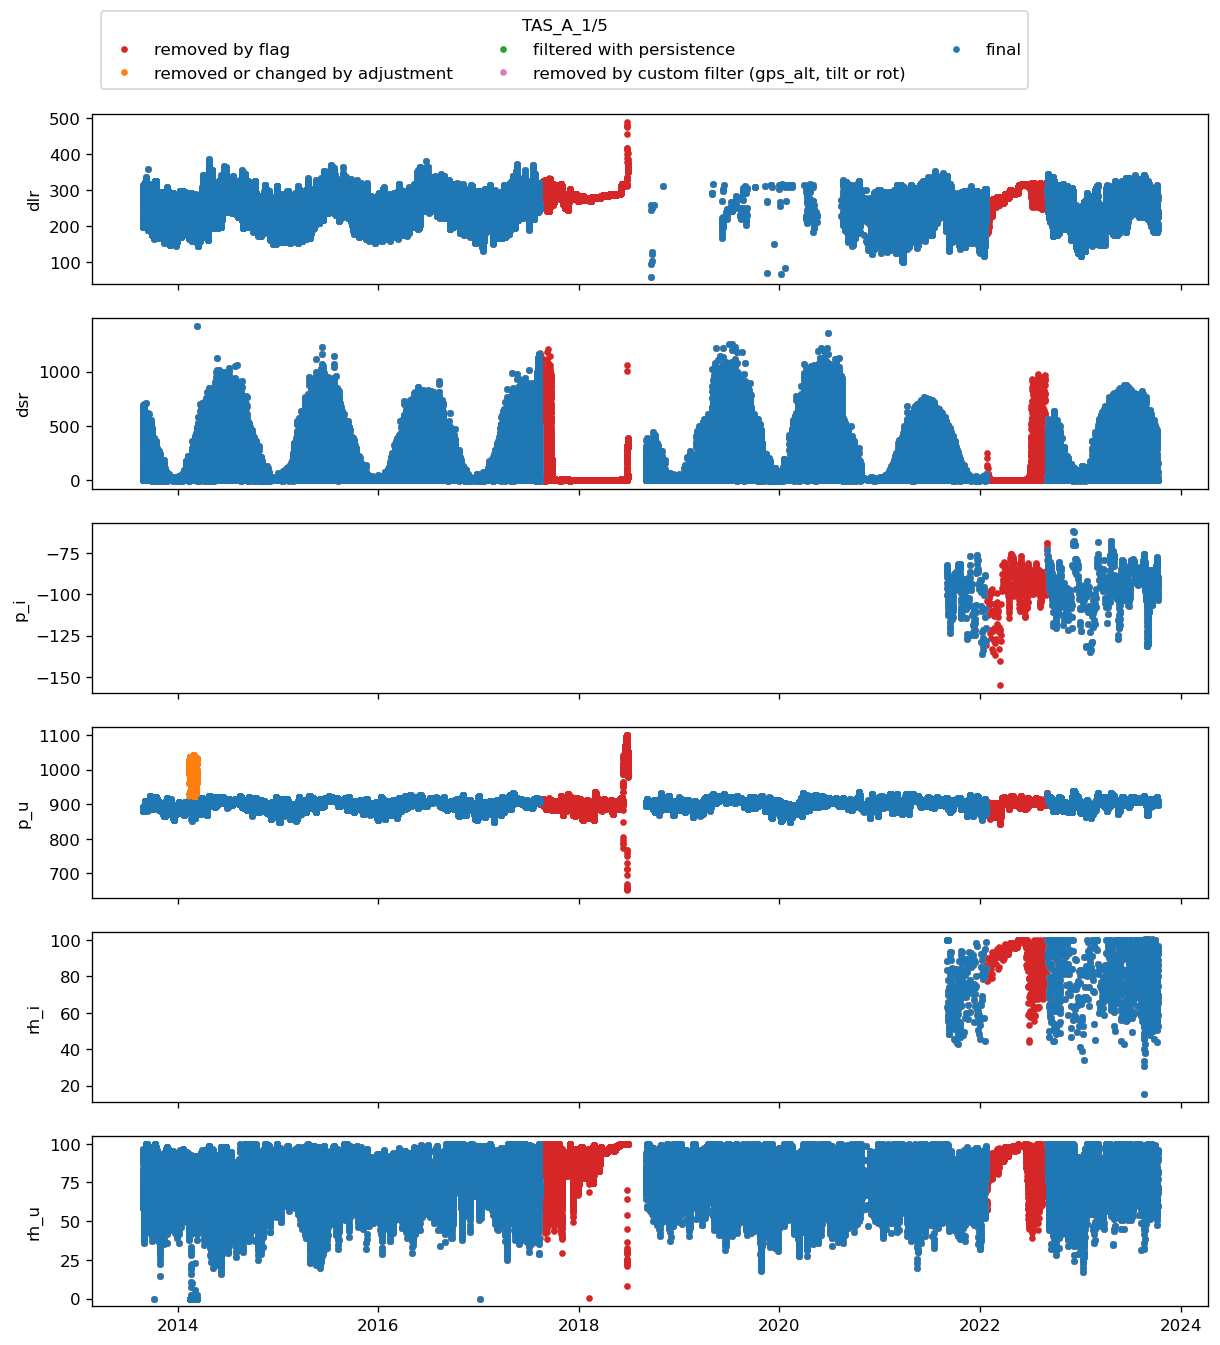 TAS_A_1/5
removed by flag
filtered with persistence
final
removed or changed by adjustment
removed by custom filter (gps_alt, tilt or rot)
500
400
300
200
100
dlr
1000
500
0
dsr
−75
−100
−125
−150
p_i
1100
1000
900
800
700
p_u
100
80
60
40
20
rh_i
100
75
50
25
0
rh_u
2014
2016
2018
2020
2022
2024